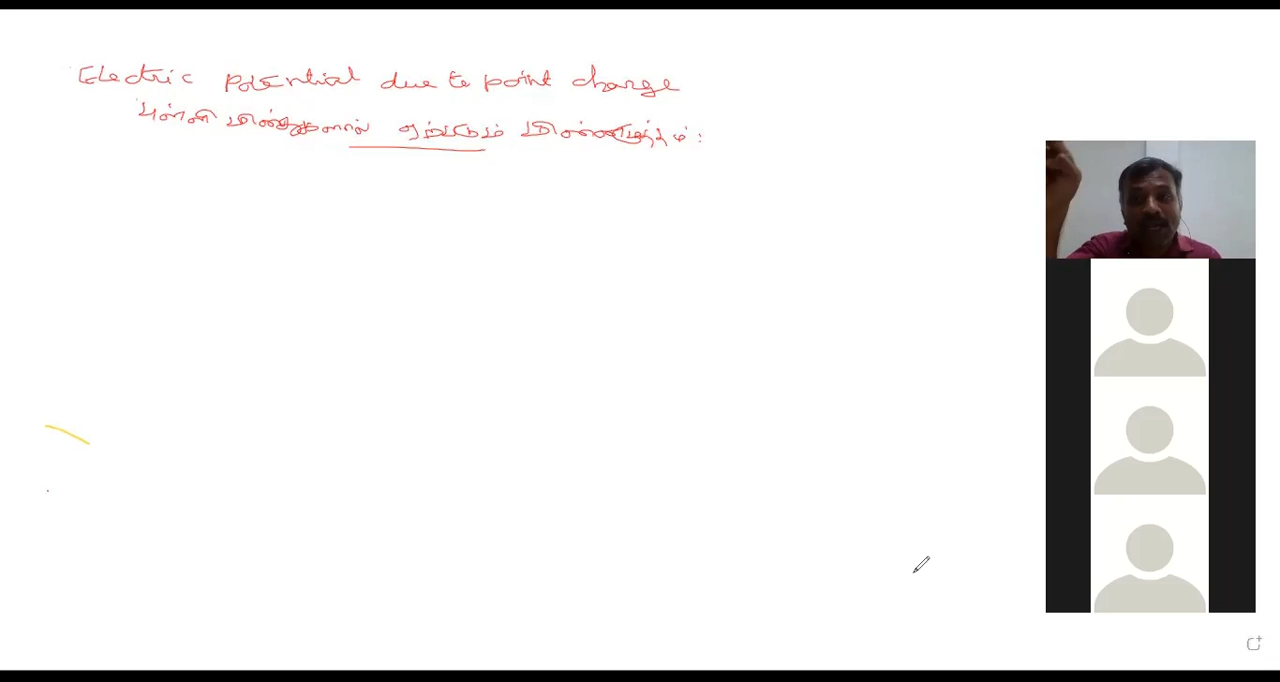 Electric potential due to point charge
புள்ளி மின்துகளால் ஏற்படும் மின்னழுத்தம் :